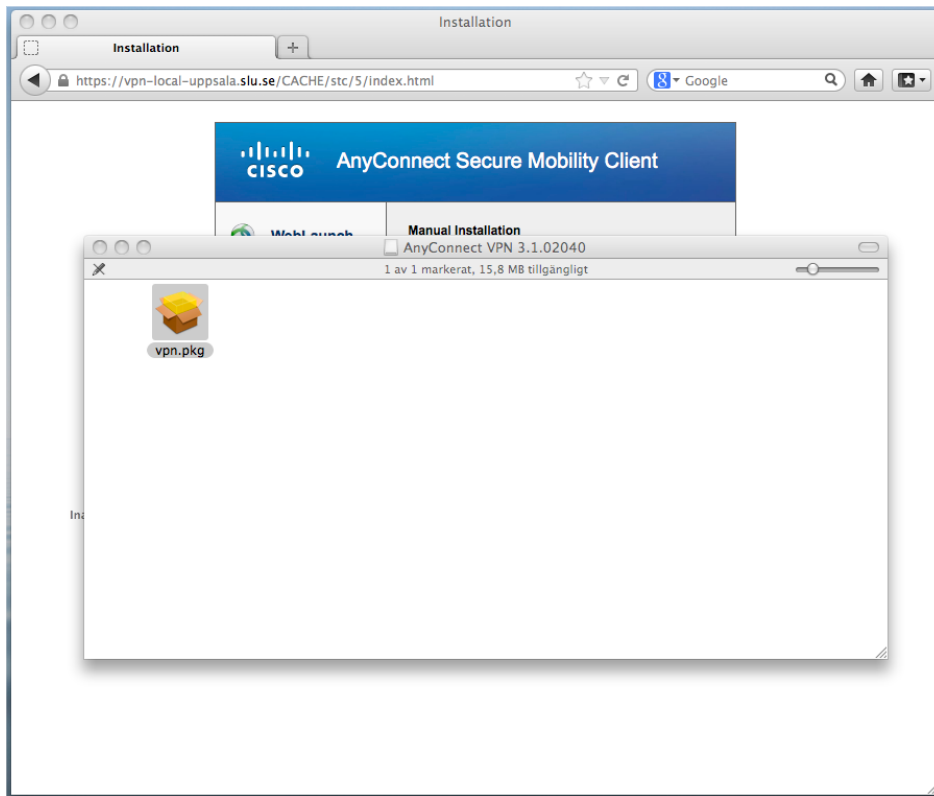 Installation
Installation
https://vpn-local-uppsala.slu.se/CACHE/stc/5/index.html
Google
CISCO
AnyConnect Secure Mobility Client
WebLaunch
Manual Installation
AnyConnect VPN 3.1.02040
1 av 1 markerat, 15,8 MB tillgängligt
vpn.pkg